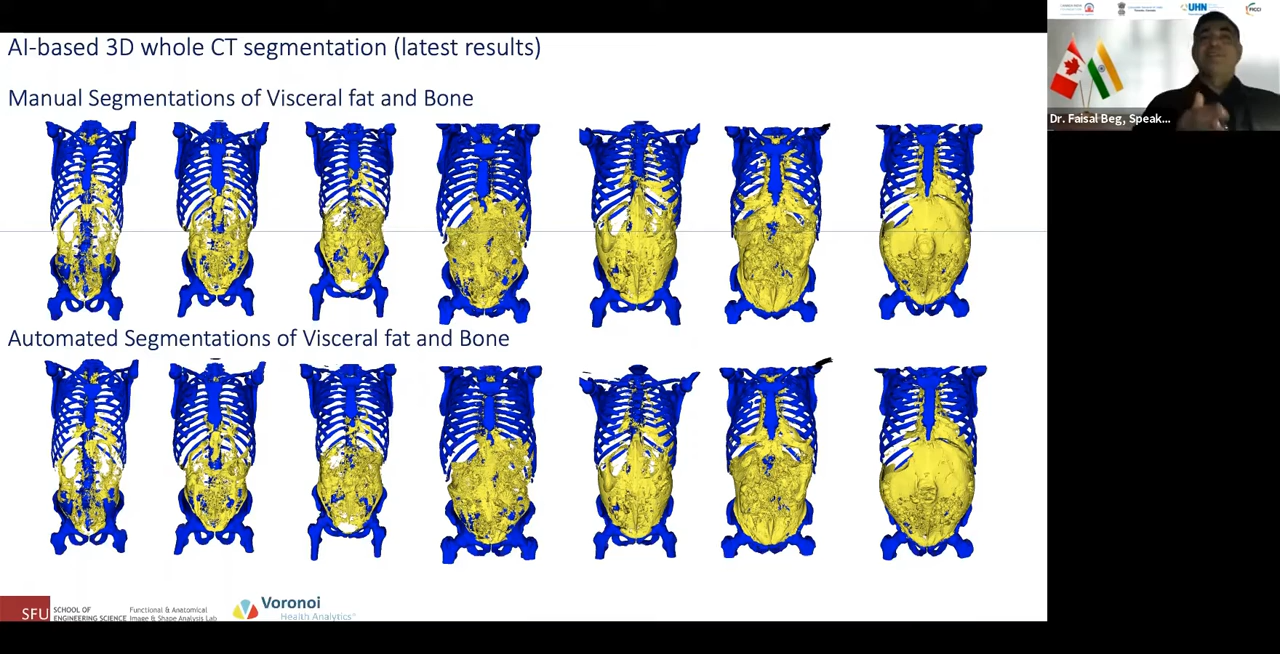 AI-based 3D whole CT segmentation (latest results)
Manual Segmentations of Visceral fat and Bone
Automated Segmentations of Visceral fat and Bone
SFU
SCHOOL OF
ENGINEERING SCIENCE
Functional & Anatomical
Image & Shape Analysis Lab
Voronoi
Health Analytics
UHN
FICCI
Dr. Faisal Beg, Speak...